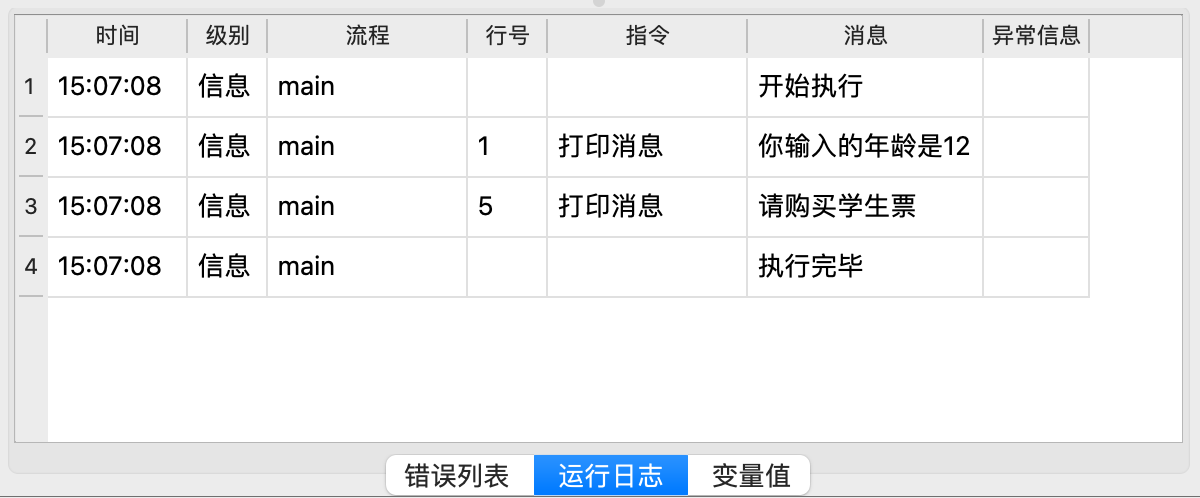 时间 级别 流程 行号 指令 消息 异常信息
1 15:07:08 信息 main 开始执行
2 15:07:08 信息 main 1 打印消息 你输入的年龄是12
3 15:07:08 信息 main 5 打印消息 请购买学生票
4 15:07:08 信息 main 执行完毕
错误列表 运行日志 变量值